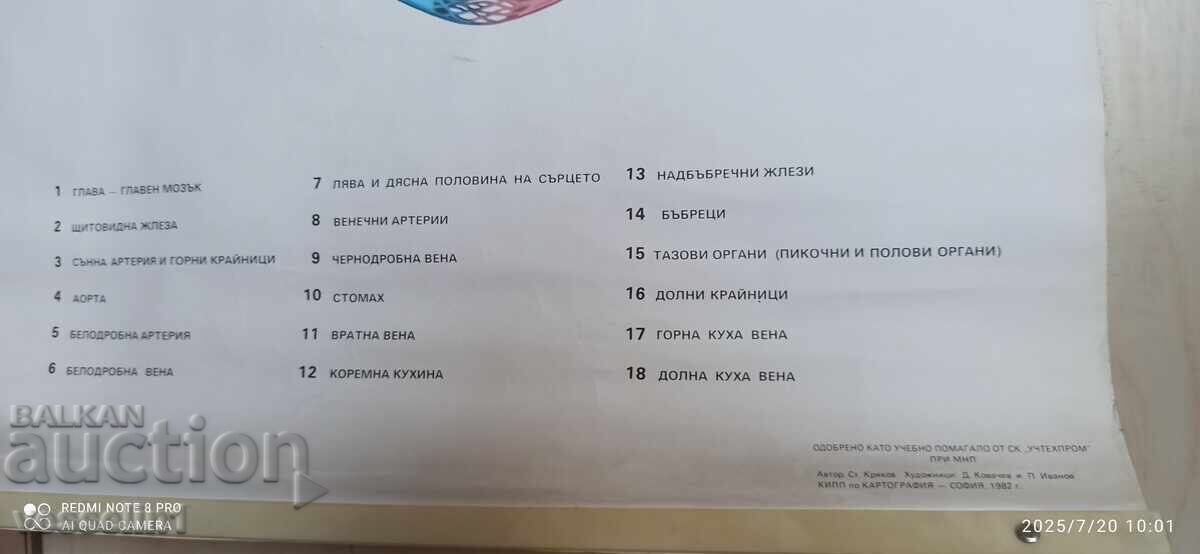 1 ГЛАВА – ГЛАВЕН МОЗЪК
2 ЩИТОВИДНА ЖЛЕЗА
3 СЪННА АРТЕРИЯ И ГОРНИ КРАЙНИЦИ
4 АОРТА
5 БЕЛОДРОБНА АРТЕРИЯ
6 БЕЛОДРОБНА ВЕНА
7 ЛЯВА И ДЯСНА ПОЛОВИНА НА СЪРЦЕТО
8 ВЕНЕЧНИ АРТЕРИИ
9 ЧЕРНОДРОБНА ВЕНА
10 СТОМАХ
11 ВРАТНА ВЕНА
12 КОРЕМНА КУХИНА
13 НАДБЪБРЕЧНИ ЖЛЕЗИ
14 БЪБРЕЦИ
15 ТАЗОВИ ОРГАНИ (ПИКОЧНИ И ПОЛОВИ ОРГАНИ)
16 ДОЛНИ КРАЙНИЦИ
17 ГОРНА КУХА ВЕНА
18 ДОЛНА КУХА ВЕНА
ОДОБРЕНО КАТО УЧЕБНО ПОМАГАЛО ОТ СК „УЧТЕХПРОМ"
ПРИ МНП
Автор Ст. Кряков. Художници: Д. Ковачев и П. Иванов
КИПП по КАРТОГРАФИЯ – СОФИЯ, 1982 г.
BALKAN
auction
REDMI NOTE 8 PRO
AI QUAD CAMERA
2025/7/20 10:01